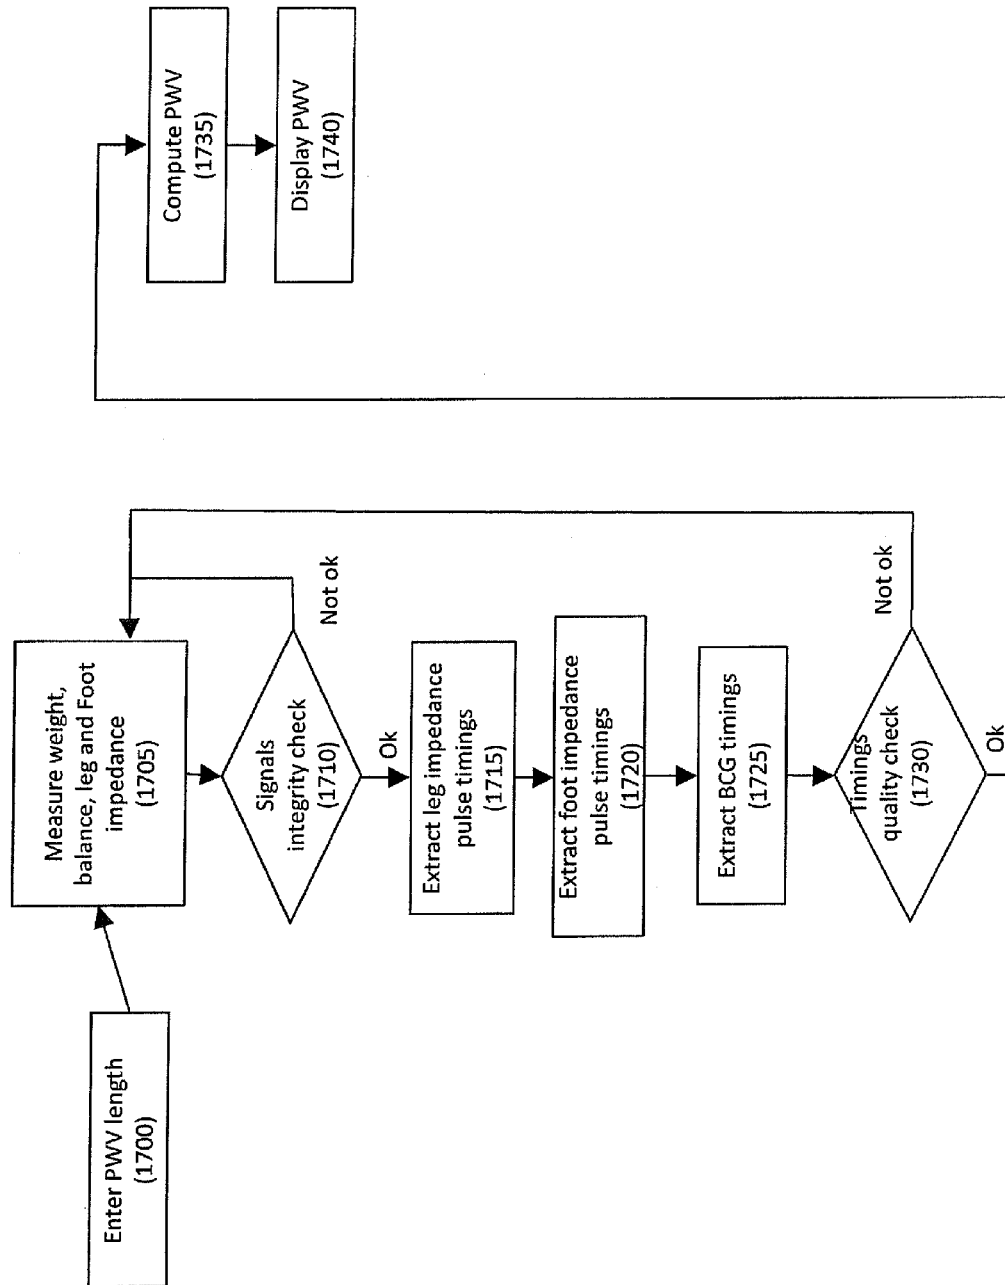 Enter PWV length
(1700)
Measure weight,
balance, leg and Foot
impedance
(1705)
Signals
integrity check
(1710)
Not ok
Ok
Extract leg impedance
pulse timings
(1715)
Extract foot impedance
pulse timings
(1720)
Extract BCG timings
(1725)
Timings
quality check
(1730)
Not ok
Ok
Compute PWV
(1735)
Display PWV
(1740)